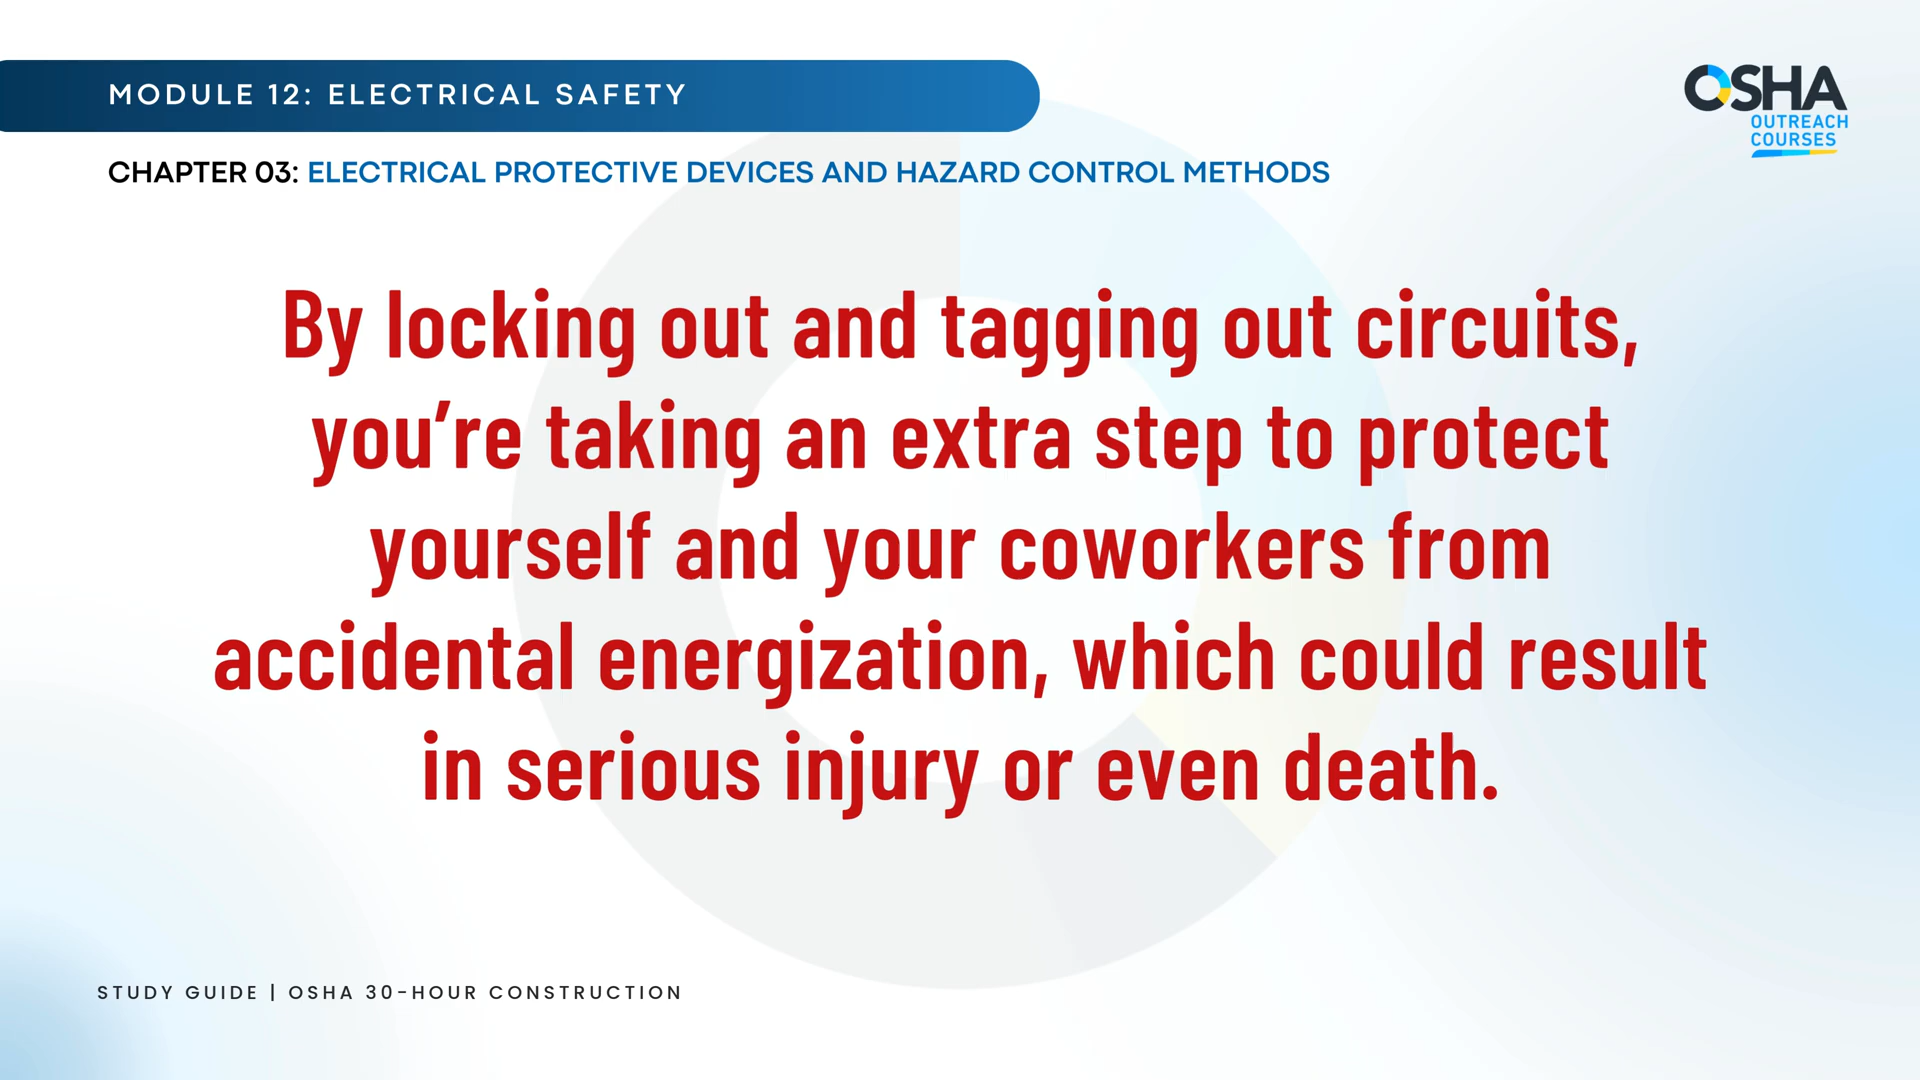 MODULE 12: ELECTRICAL SAFETY
OSHA
OUTREACH
COURSES
CHAPTER 03: ELECTRICAL PROTECTIVE DEVICES AND HAZARD CONTROL METHODS
By locking out and tagging out circuits,
you’re taking an extra step to protect
yourself and your coworkers from
accidental energization, which could result
in serious injury or even death.
STUDY GUIDE | OSHA 30-HOUR CONSTRUCTION